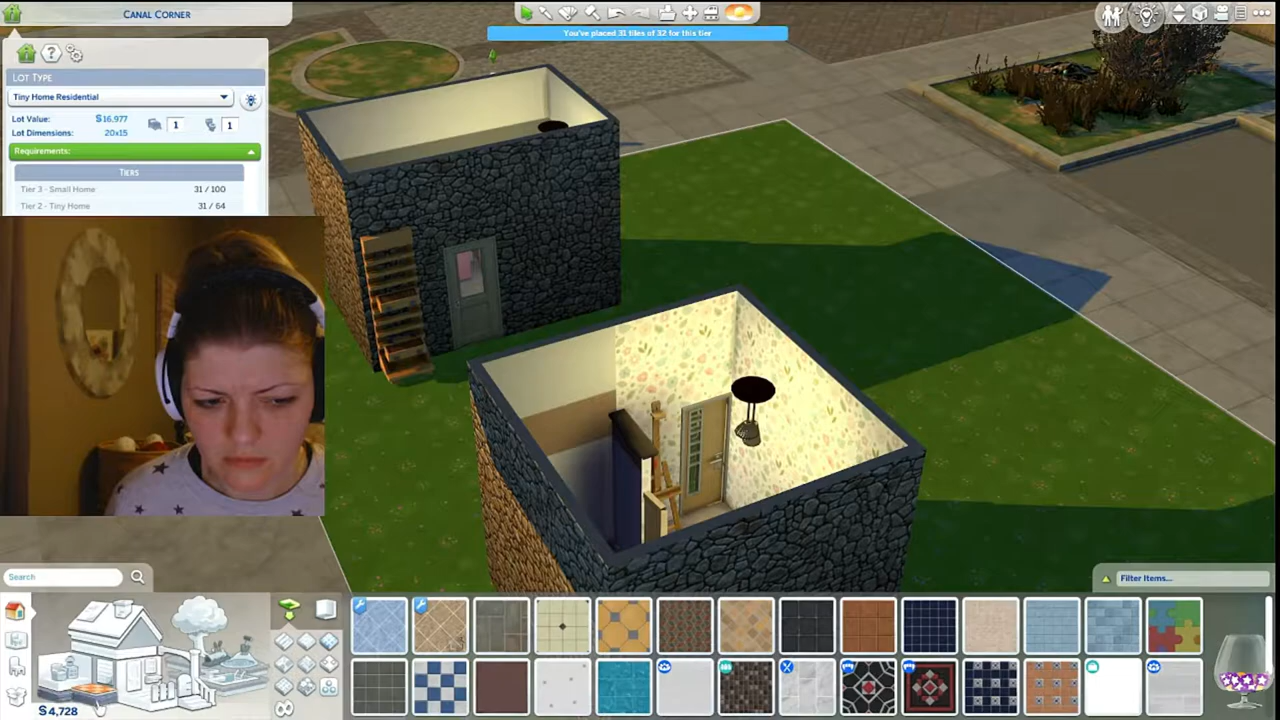 CANAL CORNER
You've placed 31 tiles of 32 for this tier
LOT TYPE
Tiny Home Residential
Lot Value: §16,977 1 1
Lot Dimensions: 20x15
Requirements:
TIERS
Tier 3 - Small Home 31 / 100
Tier 2 - Tiny Home 31 / 64
Search
Filter Items...
§4,728